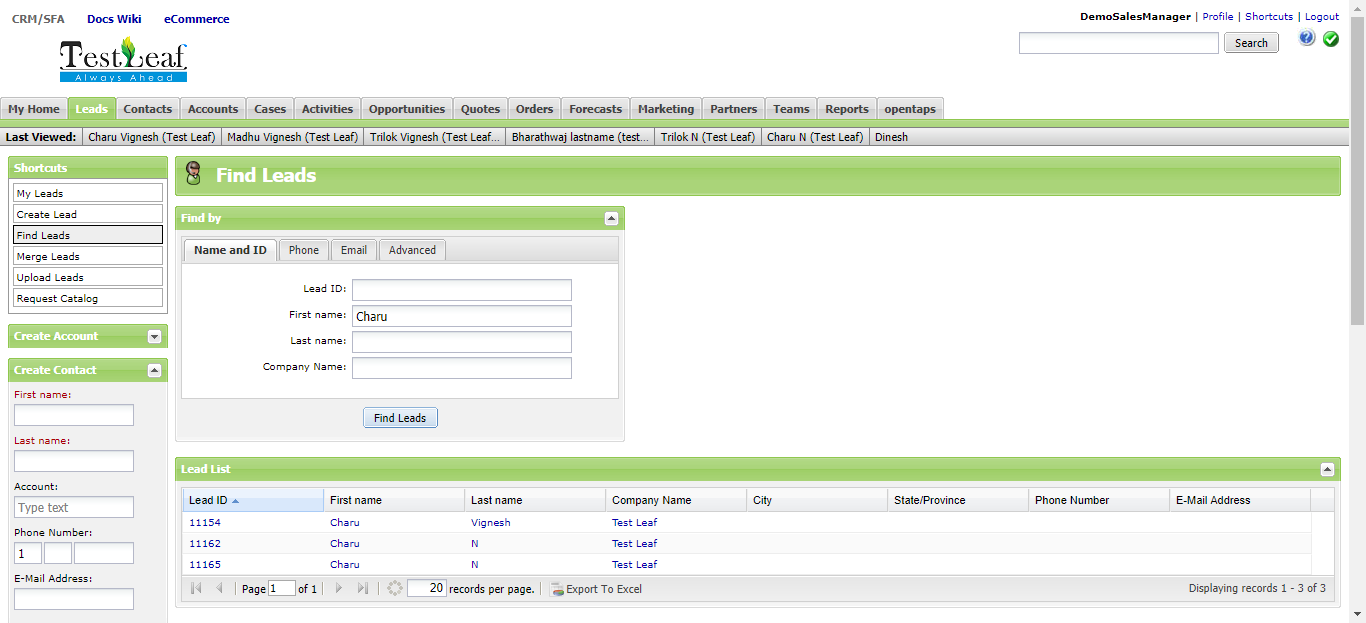 CRM/SFA Docs Wiki eCommerce
DemoSalesManager | Profile | Shortcuts | Logout
Search
TestLeaf
Always Ahead
My Home Leads Contacts Accounts Cases Activities Opportunities Quotes Orders Forecasts Marketing Partners Teams Reports opentaps
Last Viewed: Charu Vignesh (Test Leaf) Madhu Vignesh (Test Leaf) Trilok Vignesh (Test Leaf... Bharathwaj lastname (test... Trilok N (Test Leaf) Charu N (Test Leaf) Dinesh
Shortcuts
My Leads
Create Lead
Find Leads
Merge Leads
Upload Leads
Request Catalog
Create Account
Create Contact
First name:
Last name:
Account:
Type text
Phone Number:
1
E-Mail Address:
Find Leads
Find by
Name and ID Phone Email Advanced
Lead ID:
First name: Charu
Last name:
Company Name:
Find Leads
Lead List
Lead ID First name Last name Company Name City State/Province Phone Number E-Mail Address
11154 Charu Vignesh Test Leaf
11162 Charu N Test Leaf
11165 Charu N Test Leaf
Page 1 of 1 20 records per page. Export To Excel Displaying records 1 - 3 of 3